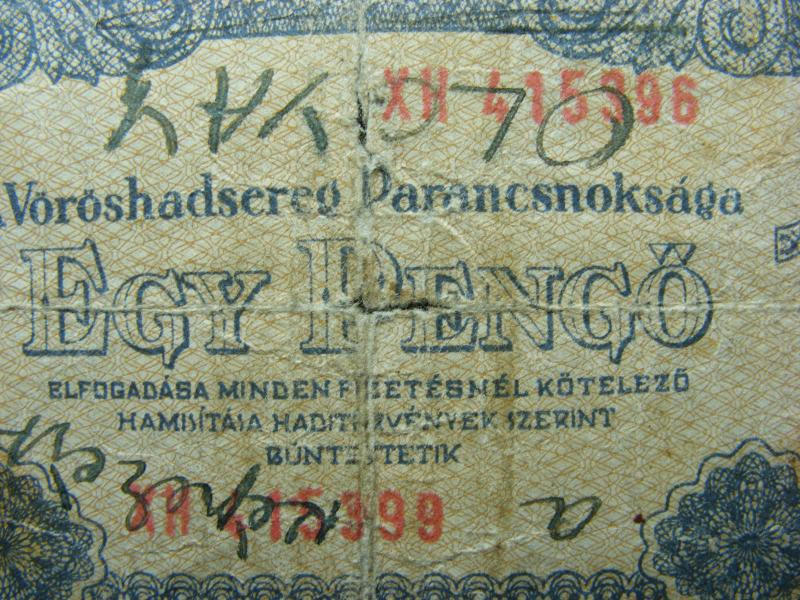 XH 415396
Vöröshadsereg Parancsnoksága
EGY PENGŐ
ELFOGADÁSA MINDEN FIZETÉSNÉL KÖTELEZŐ
HAMISÍTÁSA HADITÖRVÉNYEK SZERINT
BÜNTETTETIK
XH 415399
a